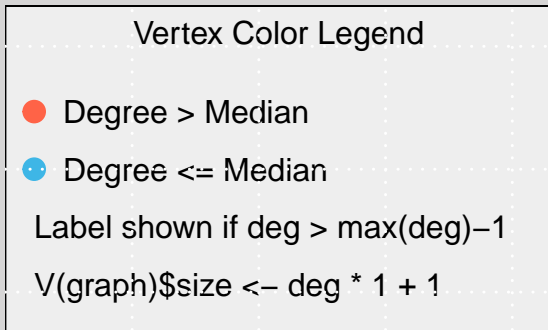 Vertex Color Legend
Degree > Median
Degree <= Median
Label shown if deg > max(deg)−1
V(graph)$size <− deg * 1 + 1